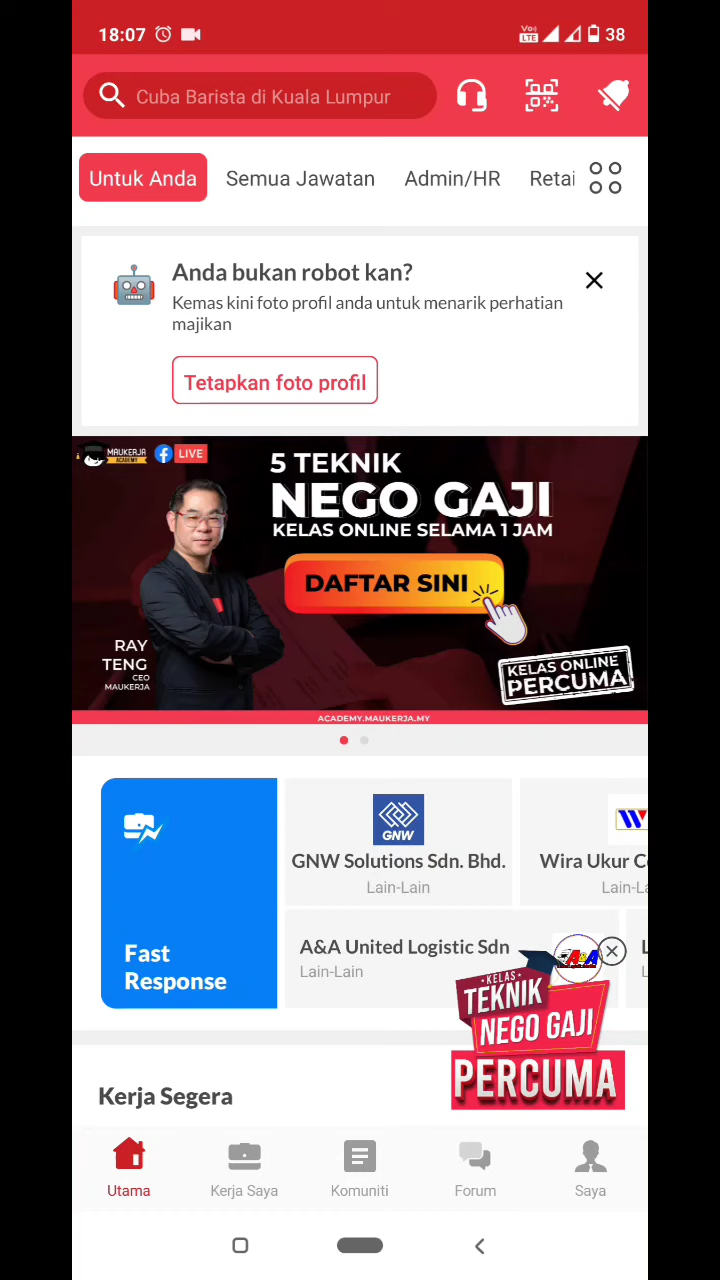 18:07
Vo))
LTE
38
Cuba Barista di Kuala Lumpur
Untuk Anda
Semua Jawatan
Admin/HR
Retai
Anda bukan robot kan?
Kemas kini foto profil anda untuk menarik perhatian
majikan
Tetapkan foto profil
MAUKERJA
ACADEMY
LIVE
5 TEKNIK
NEGO GAJI
KELAS ONLINE SELAMA 1 JAM
DAFTAR SINI
RAY
TENG
CEO
MAUKERJA
KELAS ONLINE
PERCUMA
ACADEMY.MAUKERJA.MY
Fast
Response
GNW
GNW Solutions Sdn. Bhd.
Lain-Lain
W
Wira Ukur C
Lain-La
A&A United Logistic Sdn
Lain-Lain
A&A
L
L
KELAS
TEKNIK
NEGO GAJI
PERCUMA
Kerja Segera
Utama
Kerja Saya
Komuniti
Forum
Saya